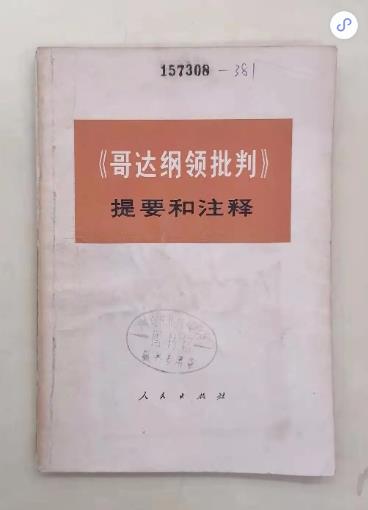 157308 - 381
《哥达纲领批判》
提要和注释
人民出版社